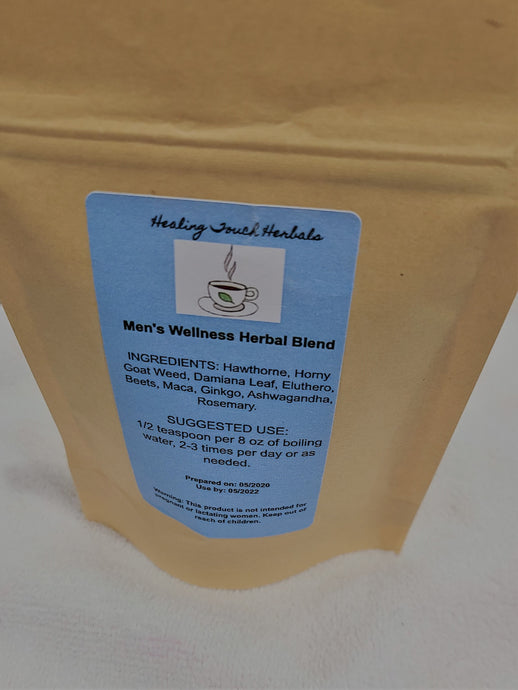 Healing Touch Herbals
Men's Wellness Herbal Blend
INGREDIENTS: Hawthorne, Horny
Goat Weed, Damiana Leaf, Eluthero,
Beets, Maca, Ginkgo, Ashwagandha,
Rosemary.
SUGGESTED USE:
1/2 teaspoon per 8 oz of boiling
water, 2-3 times per day or as
needed.
Prepared on: 05/2020
Use by: 05/2022
Warning: This product is not intended for
pregnant or lactating women. Keep out of
reach of children.